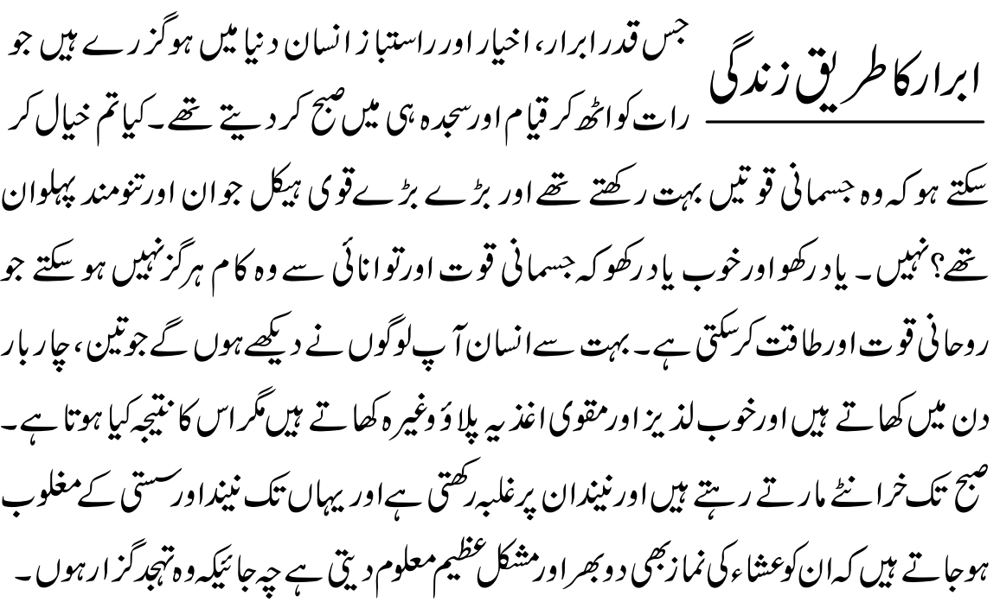 ابرار کا طریق زندگی
جس قدر ابرار، اخیار اور راستباز انسان دنیا میں ہو گزرے ہیں جو
رات کو اٹھ کر قیام اور سجدہ ہی میں صبح کر دیتے تھے۔ کیا تم خیال کر
سکتے ہو کہ وہ جسمانی قوتیں بہت رکھتے تھے اور بڑے بڑے قوی ہیکل جوان اور تنومند پہلوان
تھے؟ نہیں۔ یاد رکھو اور خوب یاد رکھو کہ جسمانی قوت اور توانائی سے وہ کام ہرگز نہیں ہو سکتے جو
روحانی قوت اور طاقت کر سکتی ہے۔ بہت سے انسان آپ لوگوں نے دیکھے ہوں گے جو تین، چار بار
دن میں کھاتے ہیں اور خوب لذیز اور مقوی اغذیہ پلاؤ وغیرہ کھاتے ہیں مگر اس کا نتیجہ کیا ہوتا ہے۔
صبح تک خرانٹے مارتے رہتے ہیں اور نیند ان پر غلبہ رکھتی ہے اور یہاں تک نیند اور سستی کے مغلوب
ہو جاتے ہیں کہ ان کو عشاء کی نماز بھی دوبھر اور مشکل عظیم معلوم دیتی ہے چہ جائیکہ وہ تہجد گزار ہوں۔